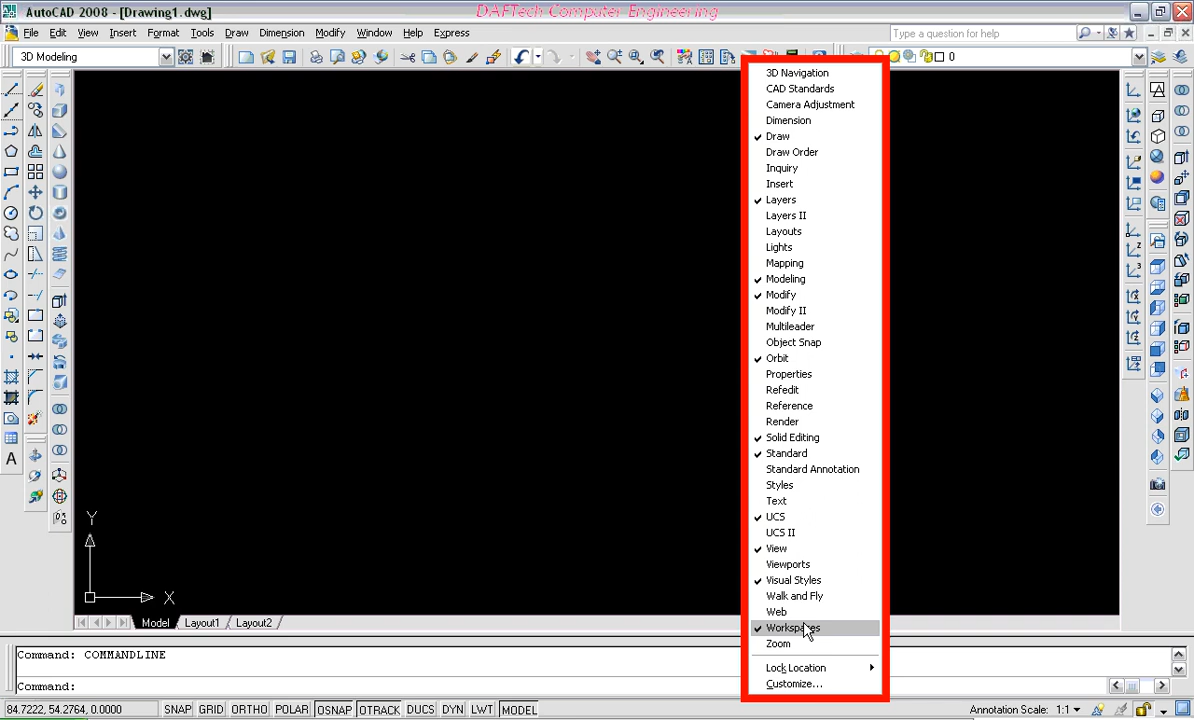 AutoCAD 2008 - [Drawing1.dwg]
DAFTech Computer Engineering
File Edit View Insert Format Tools Draw Dimension Modify Window Help Express
Type a question for help
3D Modeling
0
3D Navigation
CAD Standards
Camera Adjustment
Dimension
Draw
Draw Order
Inquiry
Insert
Layers
Layers II
Layouts
Lights
Mapping
Modeling
Modify
Modify II
Multileader
Object Snap
Orbit
Properties
Refedit
Reference
Render
Solid Editing
Standard
Standard Annotation
Styles
Text
UCS
UCS II
View
Viewports
Visual Styles
Walk and Fly
Web
Workspaces
Zoom
Lock Location
Customize...
A
Y
X
Model Layout1 Layout2
Command: COMMANDLINE
Command:
84.7222, 54.2764, 0.0000 SNAP GRID ORTHO POLAR OSNAP OTRACK DUCS DYN LWT MODEL Annotation Scale: 1:1